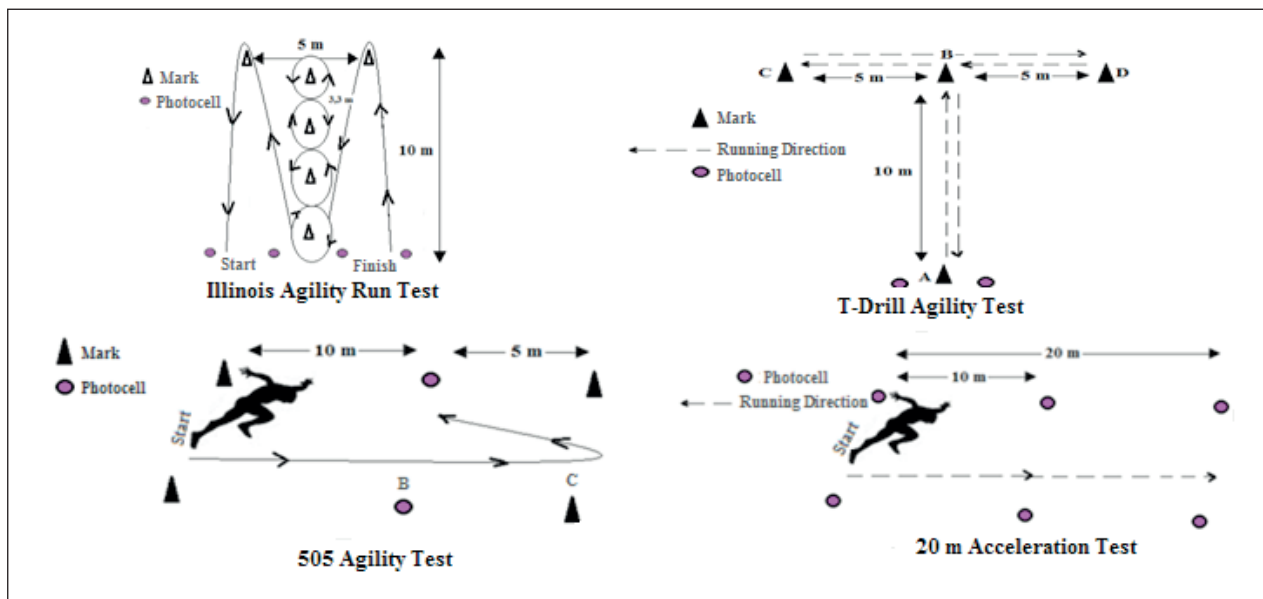 5 m
Mark
Photocell
3,3 m
10 m
Start
Finish
Illinois Agility Run Test
B
C
D
5 m
5 m
Mark
Running Direction
Photocell
10 m
A
T-Drill Agility Test
Mark
Photocell
10 m
5 m
Start
B
C
505 Agility Test
20 m
Photocell
10 m
Running Direction
Start
20 m Acceleration Test